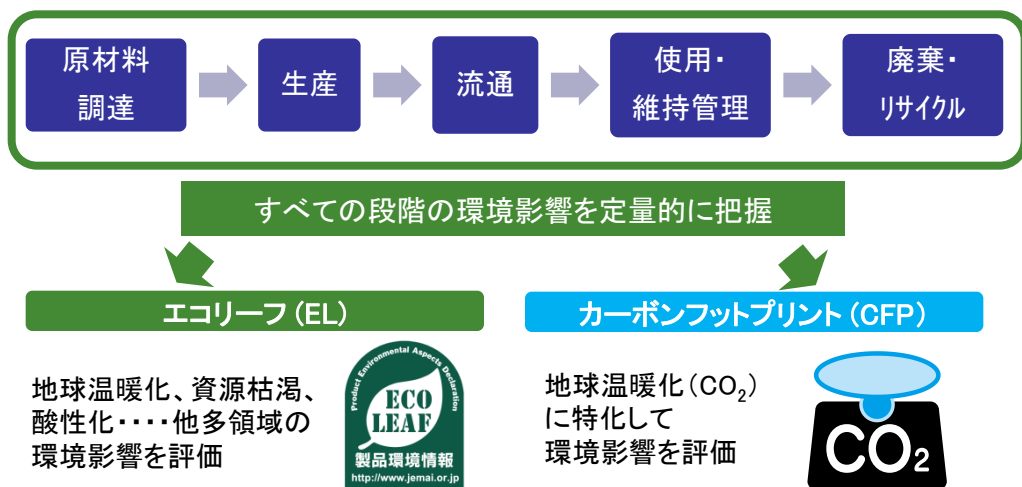 原材料
調達
生産
流通
使用・
維持管理
廃棄・
リサイクル
すべての段階の環境影響を定量的に把握
エコリーフ(EL)
カーボンフットプリント(CFP)
地球温暖化、資源枯渇、
酸性化・・・・他多領域の
環境影響を評価
Product Environmental Aspects Declaration
ECO
LEAF
製品環境情報
http://www.jemai.or.jp
地球温暖化(CO₂)
に特化して
環境影響を評価
CO₂